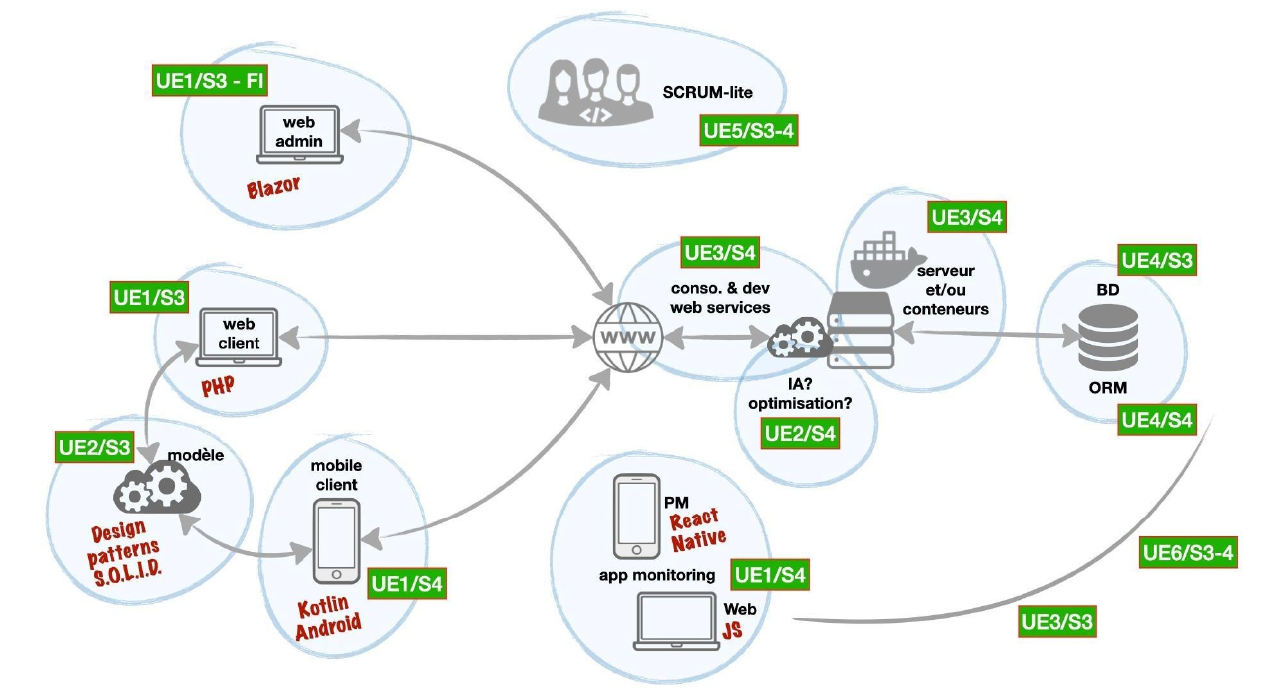 UE1/S3 - FI
web
admin
Blazor
SCRUM-lite
UE5/S3-4
UE1/S3
web
client
PHP
UE2/S3
modèle
Design
patterns
S.O.L.I.D.
mobile
client
UE1/S4
Kotlin
Android
www
UE3/S4
conso. & dev
web services
UE3/S4
serveur
et/ou
conteneurs
IA?
optimisation?
UE2/S4
UE4/S3
BD
ORM
UE4/S4
PM
React
Native
app monitoring
UE1/S4
Web
JS
UE6/S3-4
UE3/S3